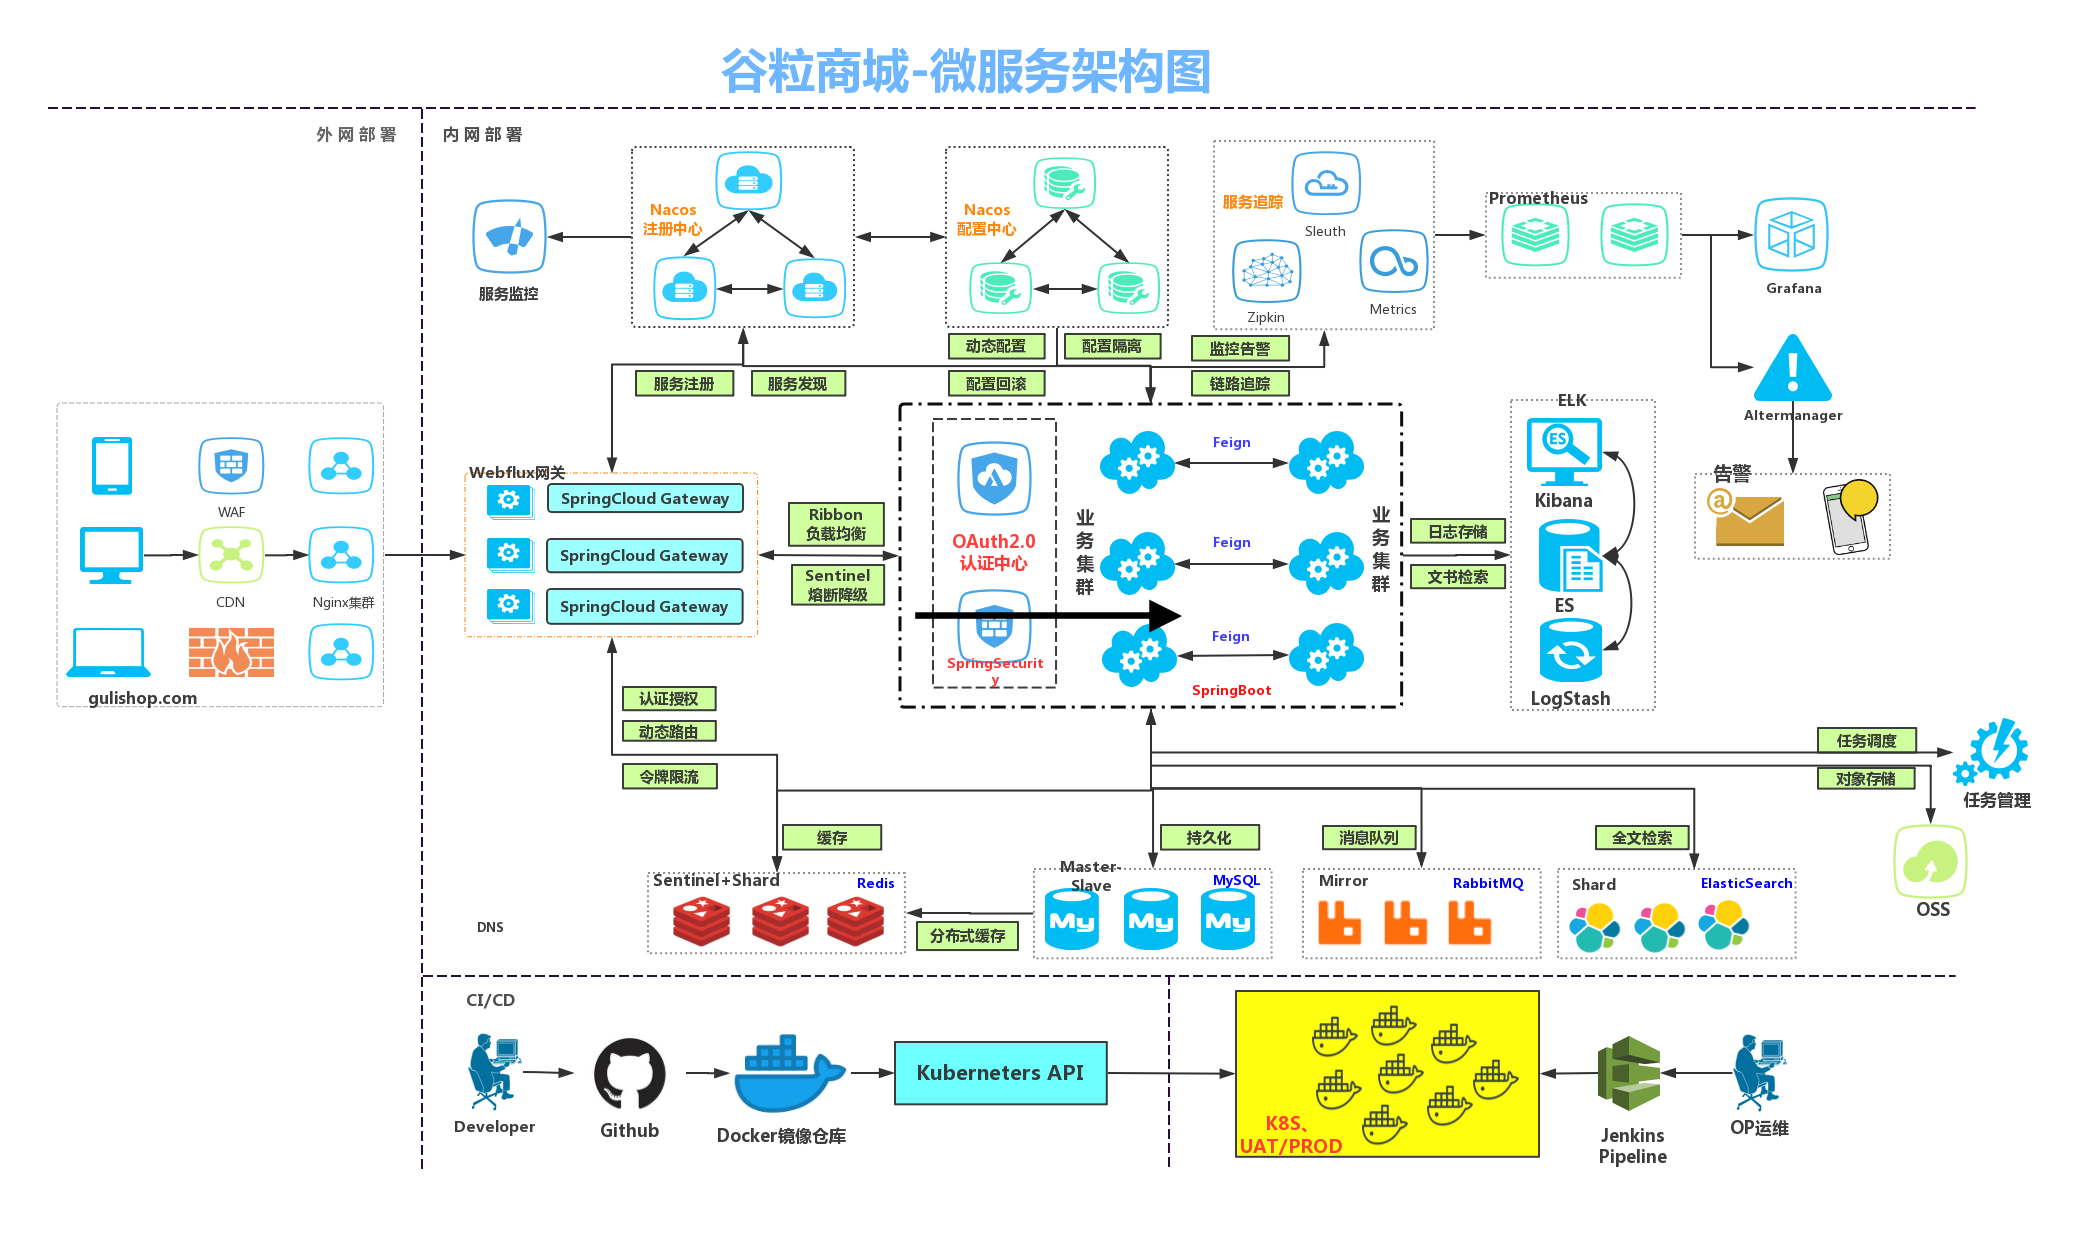 谷粒商城-微服务架构图
外网部署
内网部署
服务监控
Nacos
注册中心
Nacos
配置中心
服务追踪
Sleuth
Zipkin
Metrics
Prometheus
Grafana
动态配置
配置隔离
监控告警
服务注册
服务发现
配置回滚
链路追踪
Altermanager
告警
WAF
CDN
Nginx集群
gulishop.com
Webflux网关
SpringCloud Gateway
SpringCloud Gateway
SpringCloud Gateway
Ribbon
负载均衡
Sentinel
熔断降级
OAuth2.0
认证中心
SpringSecurit
y
业
务
集
群
Feign
Feign
Feign
SpringBoot
业
务
集
群
日志存储
文书检索
ELK
ES
Kibana
ES
LogStash
认证授权
动态路由
令牌限流
任务调度
对象存储
任务管理
OSS
缓存
持久化
消息队列
全文检索
Sentinel+Shard
Redis
Master-
Slave
MySQL
My
My
My
Mirror
RabbitMQ
Shard
ElasticSearch
分布式缓存
DNS
CI/CD
Developer
Github
Docker镜像仓库
Kuberneters API
K8S、
UAT/PROD
Jenkins
Pipeline
OP运维
@